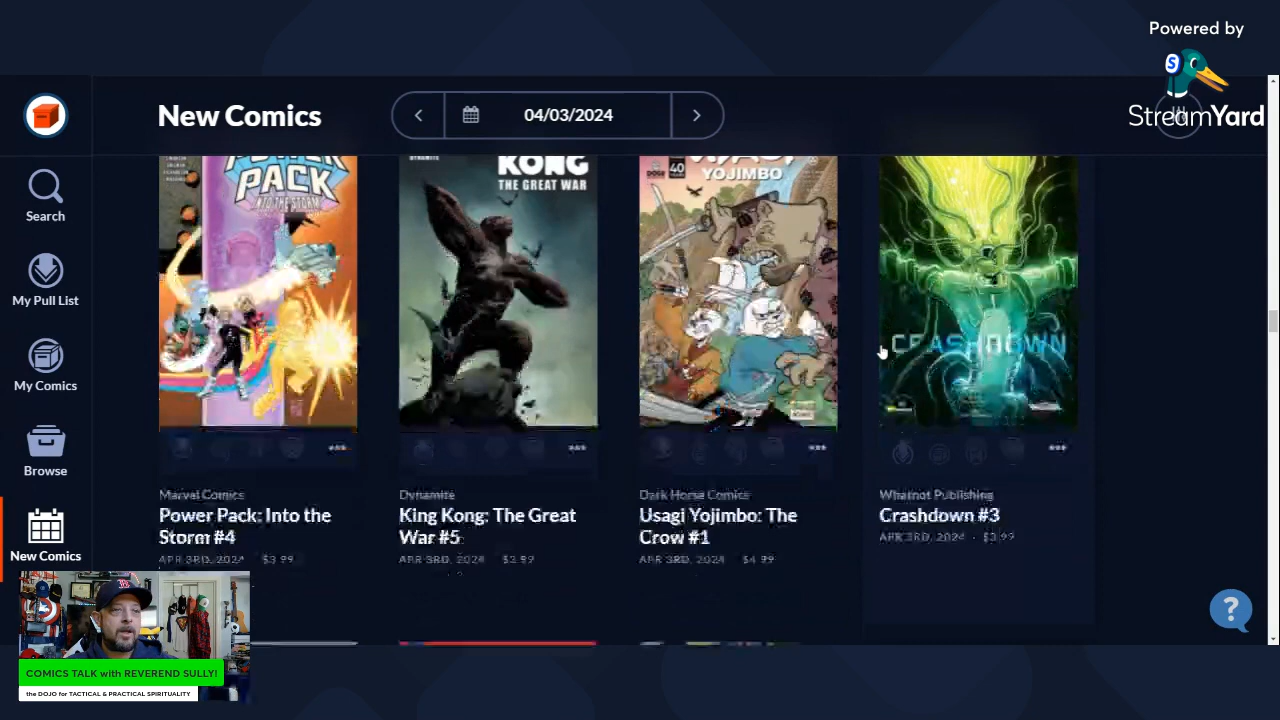 Powered by
StreamYard
New Comics
04/03/2024
Search
My Pull List
My Comics
Browse
New Comics
POWER
PACK
INTO THE STORM
KONG
THE GREAT WAR
40
YOJIMBO
CRASHDOWN
Marvel Comics
Power Pack: Into the
Storm #4
APR 3RD, 2024 · $3.99
Dynamite
King Kong: The Great
War #5
APR 3RD, 2024 · $3.99
Dark Horse Comics
Usagi Yojimbo: The
Crow #1
APR 3RD, 2024 · $4.99
Whatnot Publishing
Crashdown #3
APR 3RD, 2024 · $3.99
COMICS TALK with REVEREND SULLY!
the DOJO for TACTICAL & PRACTICAL SPIRITUALITY
?